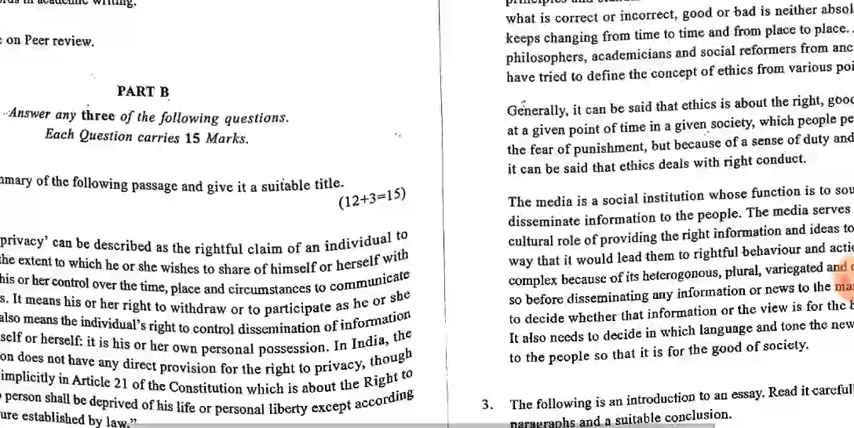 on Peer review.
PART B
Answer any three of the following questions.
Each Question carries 15 Marks.
of the following passage and give it a suitable title.
(12+3=15)
privacy' can be described as the rightful claim of an individual to
the extent to which he or she wishes to share of himself or herself with
his or her control over the time, place and circumstances to communicate
s. It means his or her right to withdraw or to participate as he or she
also means the individual's right to control dissemination of information
self or herself: it is his or her own personal possession. In India, the
on does not have any direct provision for the right to privacy, though
implicitly in Article 21 of the Constitution which is about the Right to
person shall be deprived of his life or personal liberty except according
ure established by law."
what is correct or incorrect, good or bad is neither absol
keeps changing from time to time and from place to place.
philosophers, academicians and social reformers from anc
have tried to define the concept of ethics from various poi
Generally, it can be said that ethics is about the right, good
at a given point of time in a given society, which people pe
the fear of punishment, but because of a sense of duty and
it can be said that ethics deals with right conduct.
The media is a social institution whose function is to sou
disseminate information to the people. The media serves
cultural role of providing the right information and ideas to
way that it would lead them to rightful behaviour and actio
complex because of its heterogonous, plural, variegated and
so before disseminating any information or news to the ma
to decide whether that information or the view is for the
It also needs to decide in which language and tone the new
to the people so that it is for the good of society.
3. The following is an introduction to an essay. Read it carefull
paragraphs and a suitable conclusion.